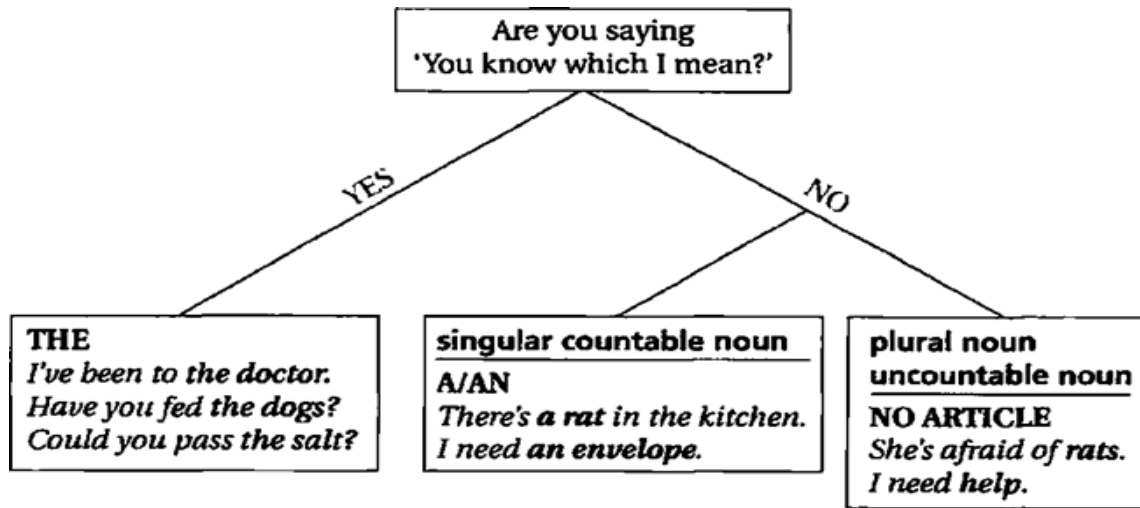 Are you saying
'You know which I mean?'
YES
NO
THE
I've been to the doctor.
Have you fed the dogs?
Could you pass the salt?
singular countable noun
A/AN
There's a rat in the kitchen.
I need an envelope.
plural noun
uncountable noun
NO ARTICLE
She's afraid of rats.
I need help.